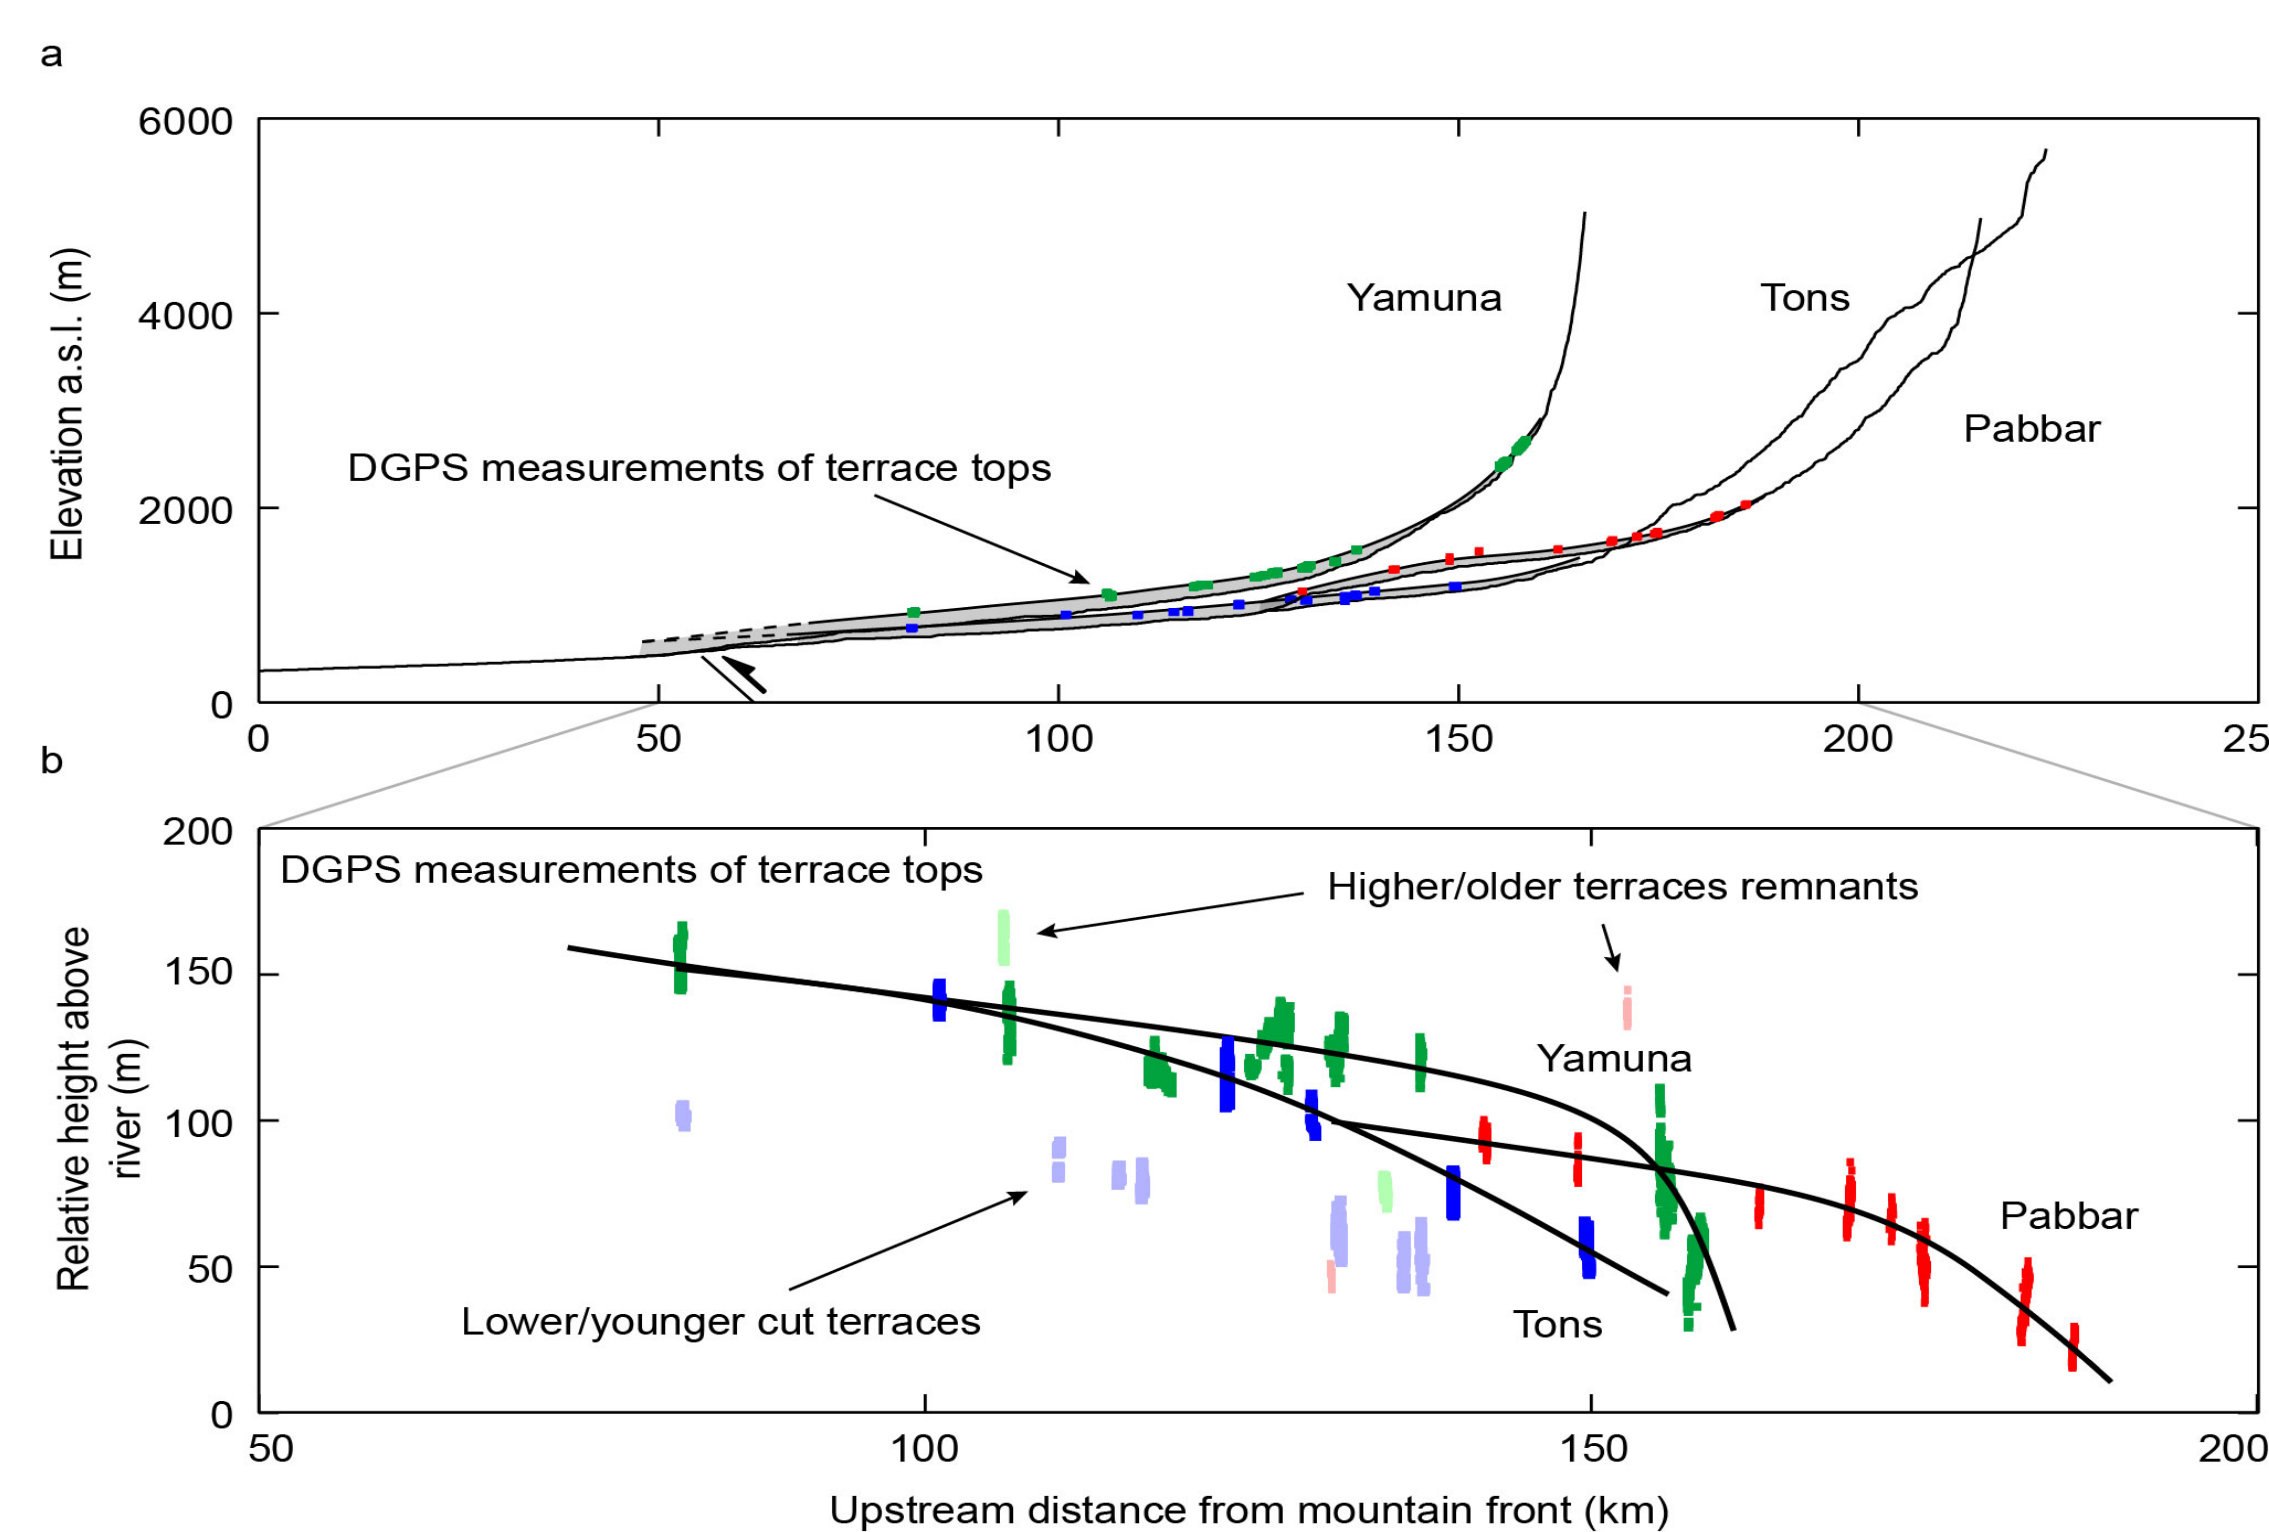 a
6000
Yamuna
Tons
4000
Elevation a.s.l. (m)
Pabbar
DGPS measurements of terrace tops
2000
0
0
50
100
150
200
25
b
200
DGPS measurements of terrace tops
Higher/older terraces remnants
150
Relative height above
river (m)
Yamuna
100
Pabbar
50
Lower/younger cut terraces
Tons
0
50
100
150
200
Upstream distance from mountain front (km)